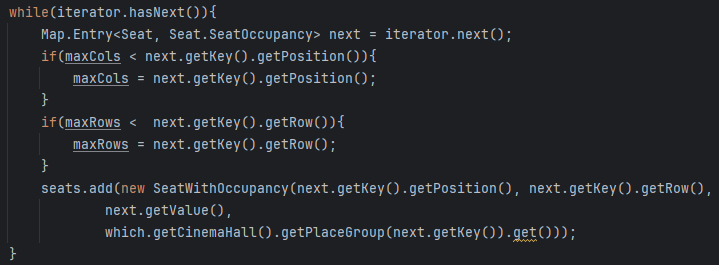 while(iterator.hasNext()){
    Map.Entry<Seat, Seat.SeatOccupancy> next = iterator.next();
    if(maxCols < next.getKey().getPosition()){
        maxCols = next.getKey().getPosition();
    }
    if(maxRows <  next.getKey().getRow()){
        maxRows = next.getKey().getRow();
    }
    seats.add(new SeatWithOccupancy(next.getKey().getPosition(), next.getKey().getRow(),
            next.getValue(),
            which.getCinemaHall().getPlaceGroup(next.getKey()).get()));
}